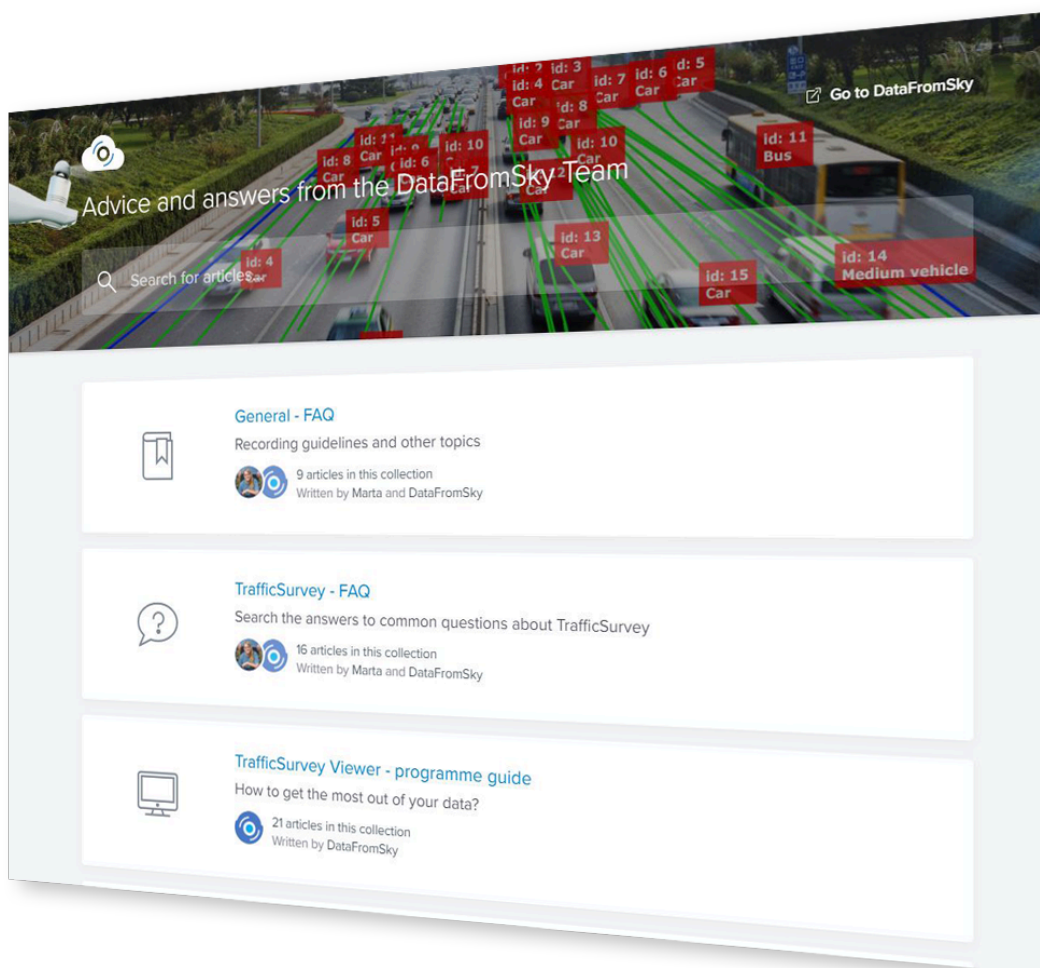 id: 2
id: 3
id: 5
Car
id: 4
Car
id: 7
Car
id: 6
Car
Go to DataFromSky
id: 8
Car
id: 9
Car
id: 10
Car
id: 11
Bus
id: 10
id: 8
Car
Car
id: 6
Car
Advice and answers from the DataFromSky Team
id: 5
Car
id: 13
Car
id: 4
Search for articles...
id: 14
Medium vehicle
id: 15
Car
General - FAQ
Recording guidelines and other topics
9 articles in this collection
Written by Marta and DataFromSky
TrafficSurvey - FAQ
Search the answers to common questions about TrafficSurvey
16 articles in this collection
Written by Marta and DataFromSky
TrafficSurvey Viewer - programme guide
How to get the most out of your data?
21 articles in this collection
Written by DataFromSky